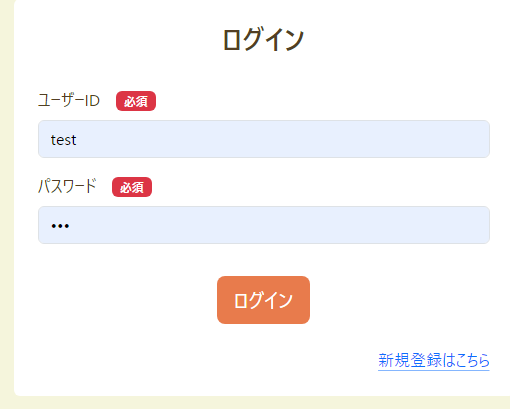 ログイン
ユーザーID 必須
test
パスワード 必須
•••
ログイン
新規登録はこちら